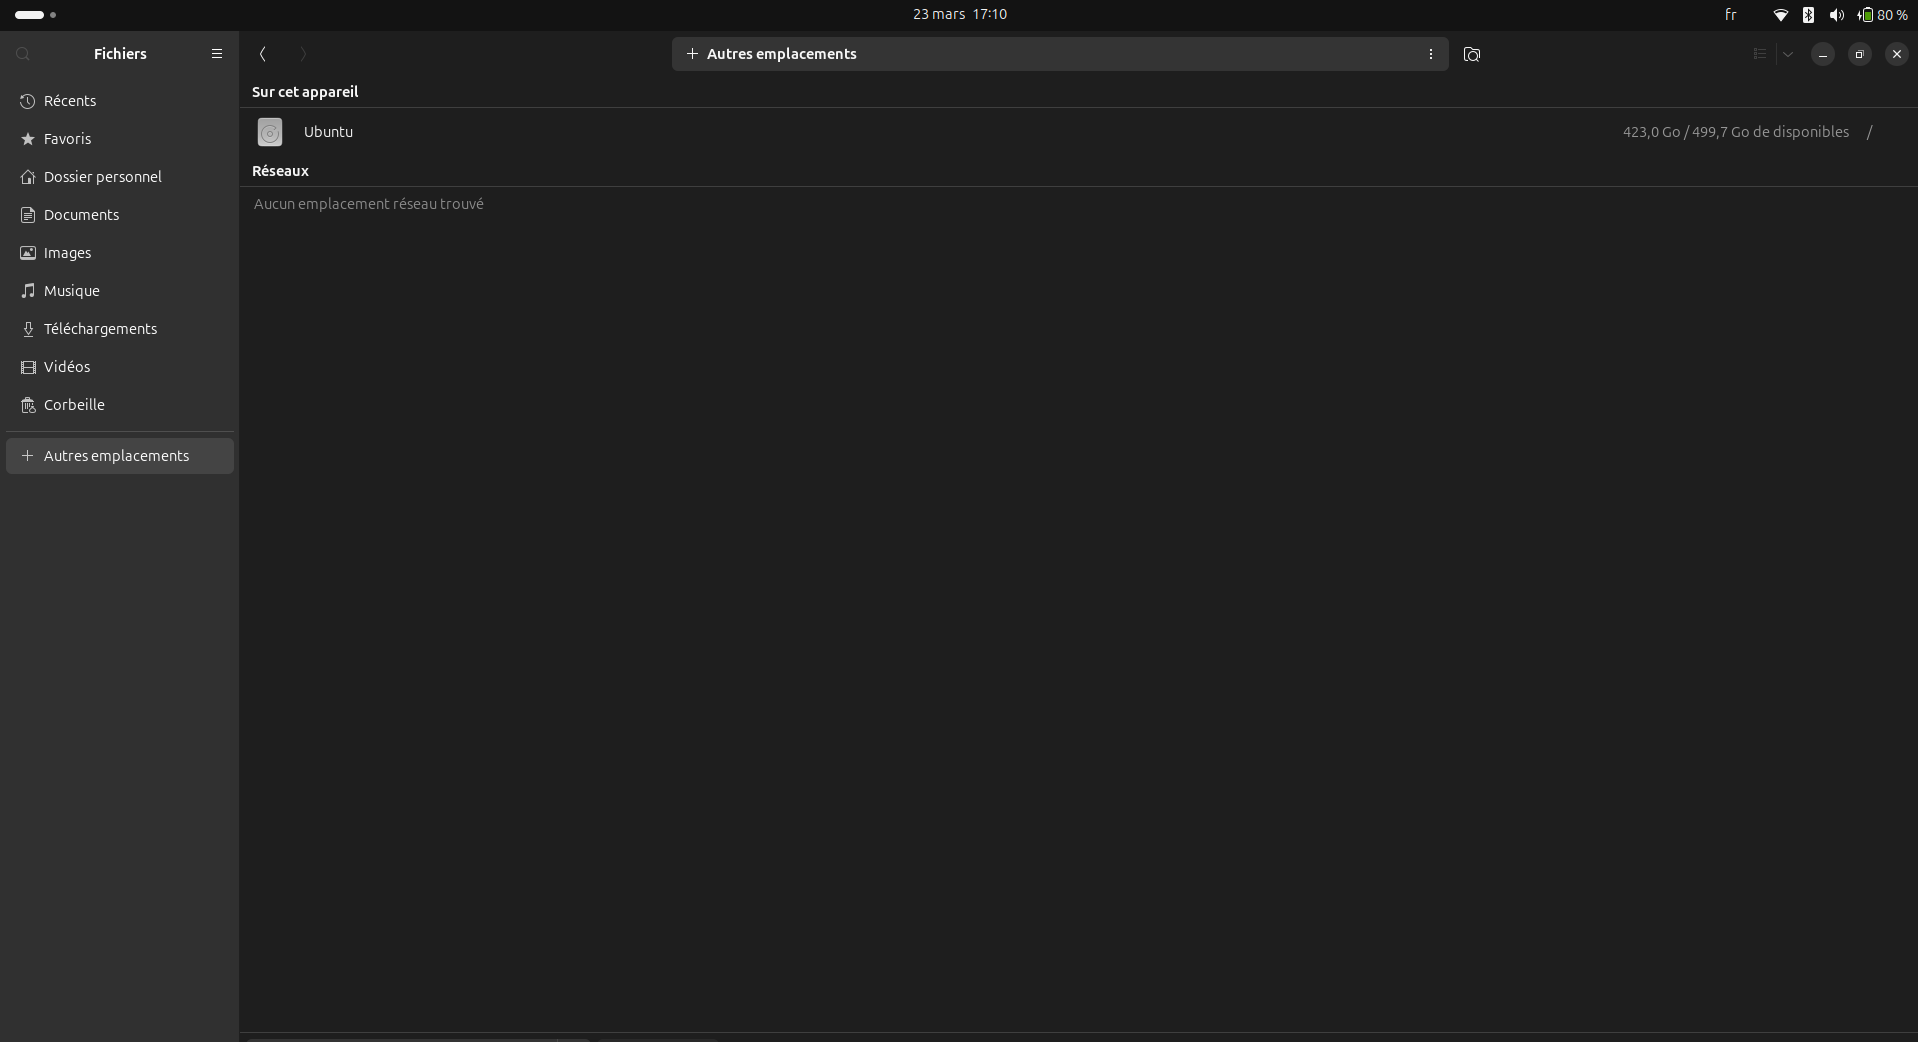 23 mars 17:10
fr
80 %
Fichiers
Autres emplacements
Récents
Favoris
Dossier personnel
Documents
Images
Musique
Téléchargements
Vidéos
Corbeille
Autres emplacements
Sur cet appareil
Ubuntu
423,0 Go / 499,7 Go de disponibles
/
Réseaux
Aucun emplacement réseau trouvé